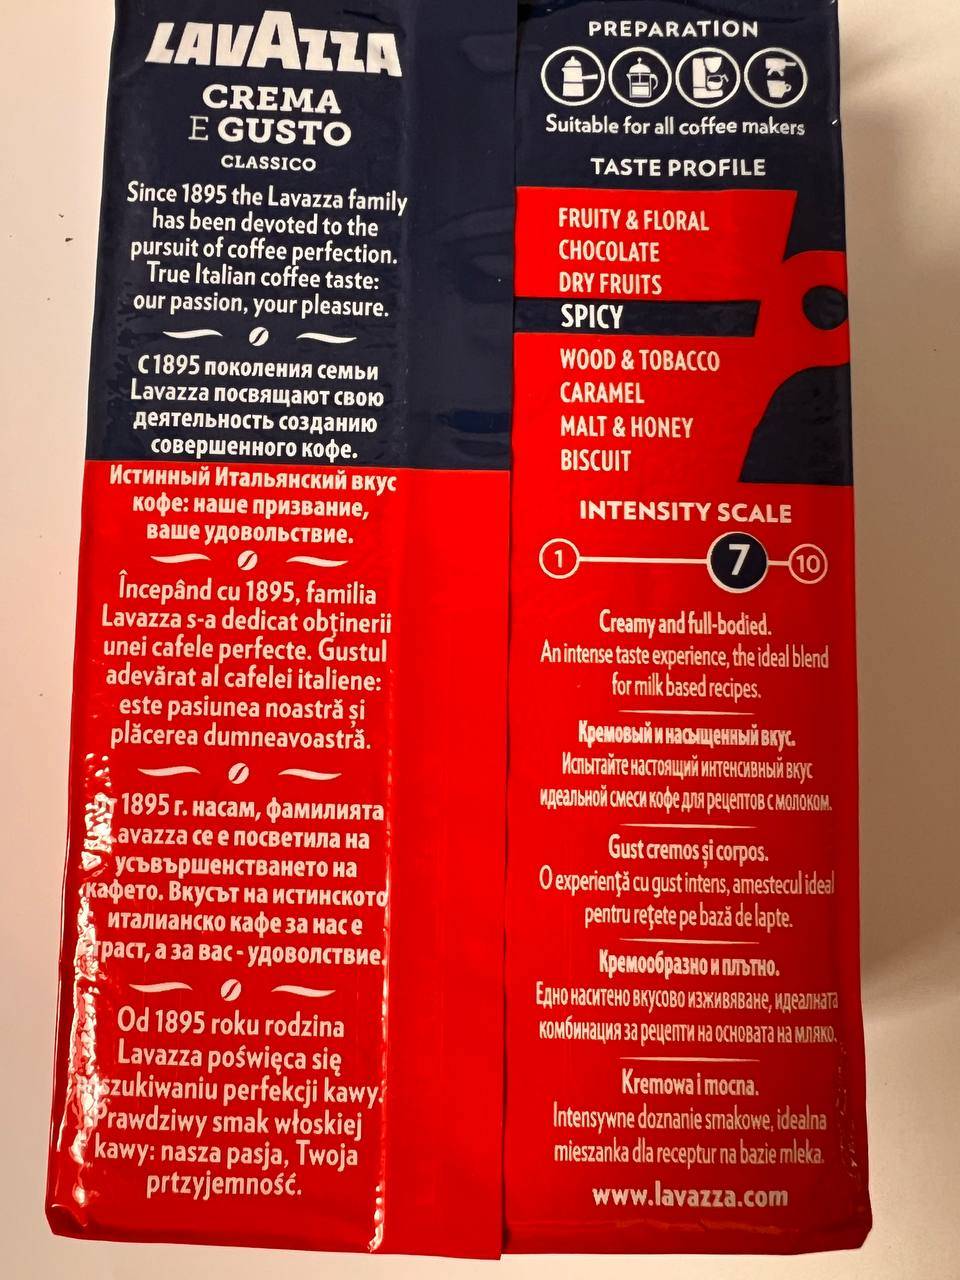 LAVAZZA
CREMA
E GUSTO
CLASSICO
Since 1895 the Lavazza family
has been devoted to the
pursuit of coffee perfection.
True Italian coffee taste:
our passion, your pleasure.
С 1895 поколения семьи
Lavazza посвящают свою
деятельность созданию
совершенного кофе.
Истинный Итальянский вкус
кофе: наше призвание,
ваше удовольствие.
Începând cu 1895, familia
Lavazza s-a dedicat obținerii
unei cafele perfecte. Gustul
adevărat al cafelei italiene:
este pasiunea noastră și
plăcerea dumneavoastră.
1895 г. насам, фамилията
Lavazza се е посветила на
усъвършенстването на
кафето. Вкусът на истинското
италианско кафе за нас е
траст, а за вас - удоволствие.
Od 1895 roku rodzina
Lavazza poświęca się
poszukiwaniu perfekcji kawy.
Prawdziwy smak włoskiej
kawy: nasza pasja, Twoja
prtzyjemność.
PREPARATION
Suitable for all coffee makers
TASTE PROFILE
FRUITY & FLORAL
CHOCOLATE
DRY FRUITS
SPICY
WOOD & TOBACCO
CARAMEL
MALT & HONEY
BISCUIT
INTENSITY SCALE
1 7 10
Creamy and full-bodied.
An intense taste experience, the ideal blend
for milk based recipes.
Кремовый и насыщенный вкус.
Испытайте настоящий интенсивный вкус
идеальной смеси кофе для рецептов с молоком.
Gust cremos și corpos.
O experiență cu gust intens, amestecul ideal
pentru rețete pe bază de lapte.
Кремообразно и плътно.
Едно наситено вкусово изживяване, идеалната
комбинация за рецепти на основата на мляко.
Kremowa i mocna.
Intensywne doznanie smakowe, idealna
mieszanka dla receptur na bazie mleka.
www.lavazza.com